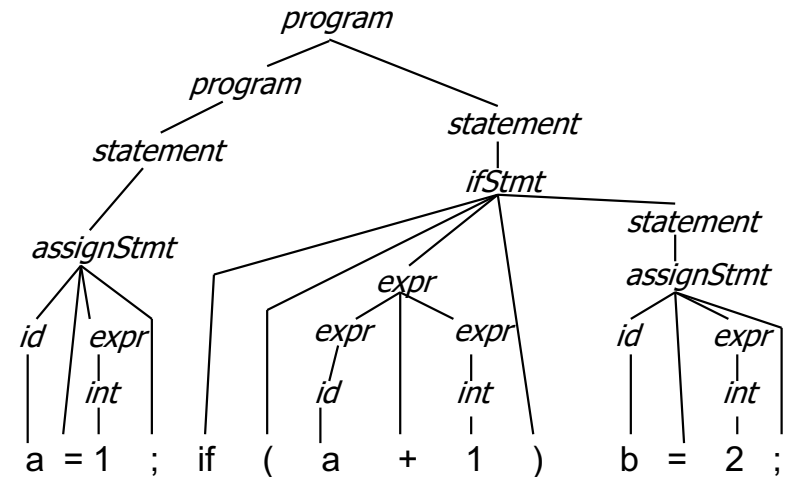 program
program
statement
statement
ifStmt
statement
assignStmt
expr
assignStmt
id expr
expr expr
id expr
int
id
int
int
a = 1 ; if ( a + 1 ) b = 2 ;